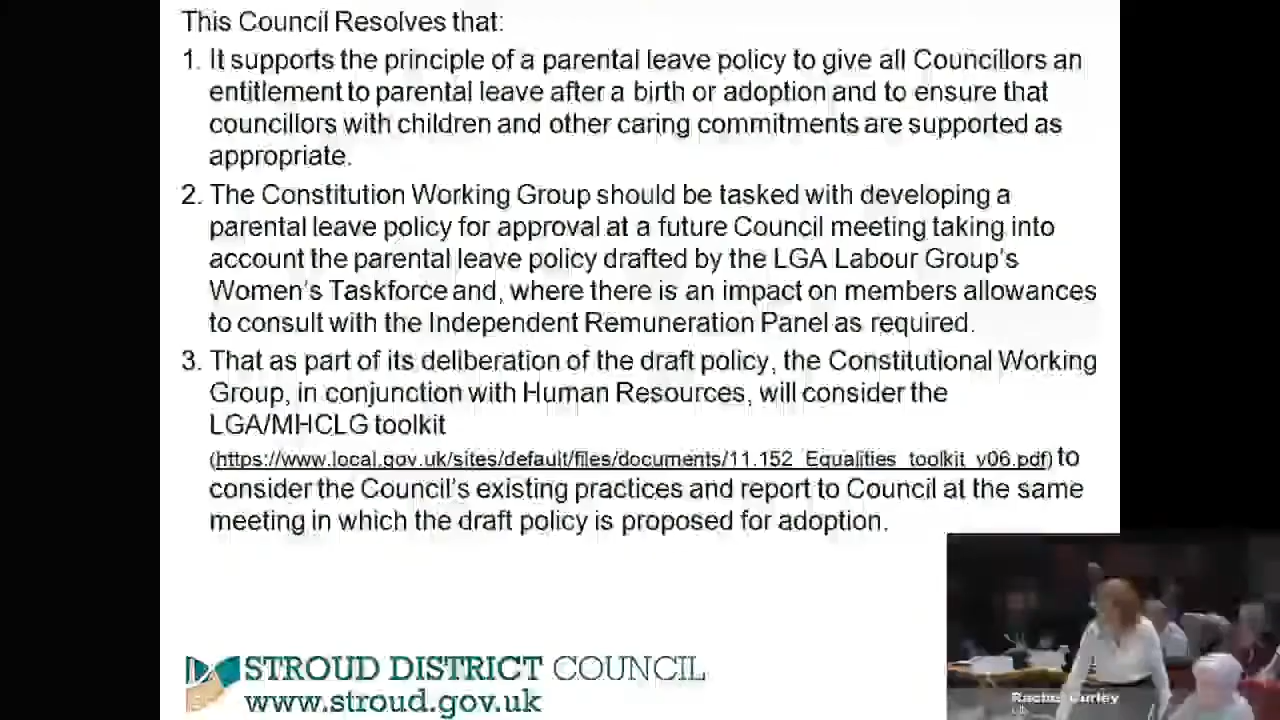 This Council Resolves that:
1. It supports the principle of a parental leave policy to give all Councillors an
entitlement to parental leave after a birth or adoption and to ensure that
councillors with children and other caring commitments are supported as
appropriate.
2. The Constitution Working Group should be tasked with developing a
parental leave policy for approval at a future Council meeting taking into
account the parental leave policy drafted by the LGA Labour Group's
Women's Taskforce and, where there is an impact on members allowances
to consult with the Independent Remuneration Panel as required.
3. That as part of its deliberation of the draft policy, the Constitutional Working
Group, in conjunction with Human Resources, will consider the
LGA/MHCLG toolkit
(https://www.local.gov.uk/sites/default/files/documents/11.152_Equalities_toolkit_v06.pdf) to
consider the Council's existing practices and report to Council at the same
meeting in which the draft policy is proposed for adoption.
STROUD DISTRICT COUNCIL
www.stroud.gov.uk
Rachel Curley